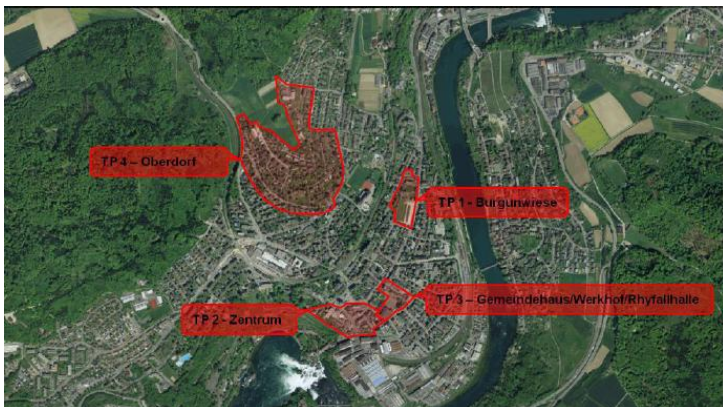 TP 4 – Oberdorf
TP 1 - Burgunwiese
TP 3 – Gemeindehaus/Werkhof/Rhyfallhalle
TP 2 - Zentrum